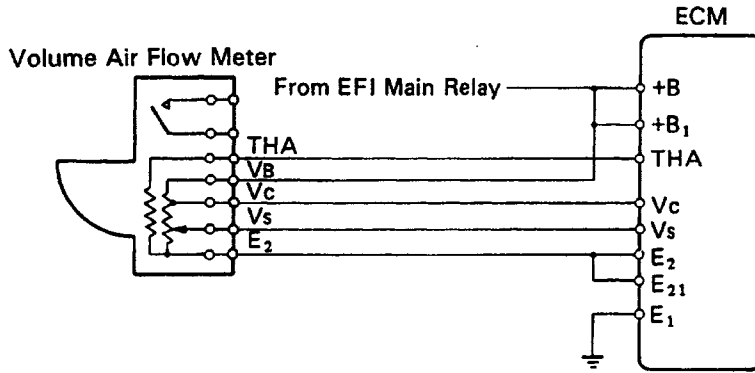 ECM
Volume Air Flow Meter
From EFI Main Relay
+B
+B₁
THA
THA
VB
Vc
Vc
Vs
Vs
E₂
E₂
E₂₁
E₁